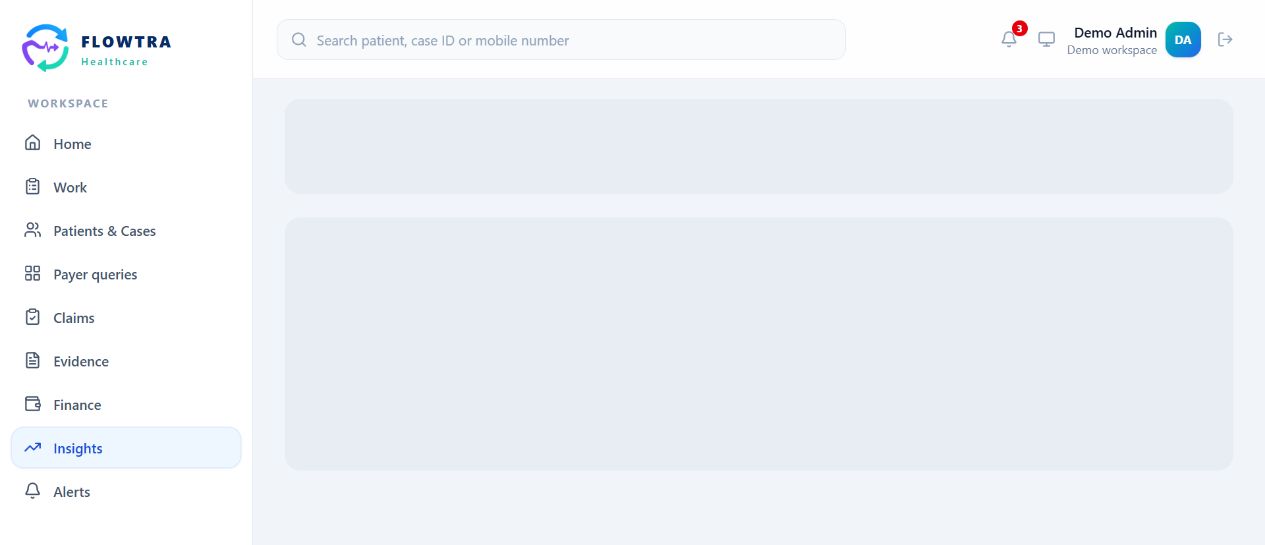 FLOWTRA
Healthcare
WORKSPACE
Home
Work
Patients & Cases
Payer queries
Claims
Evidence
Finance
Insights
Alerts
Search patient, case ID or mobile number
3
Demo Admin
Demo workspace
DA